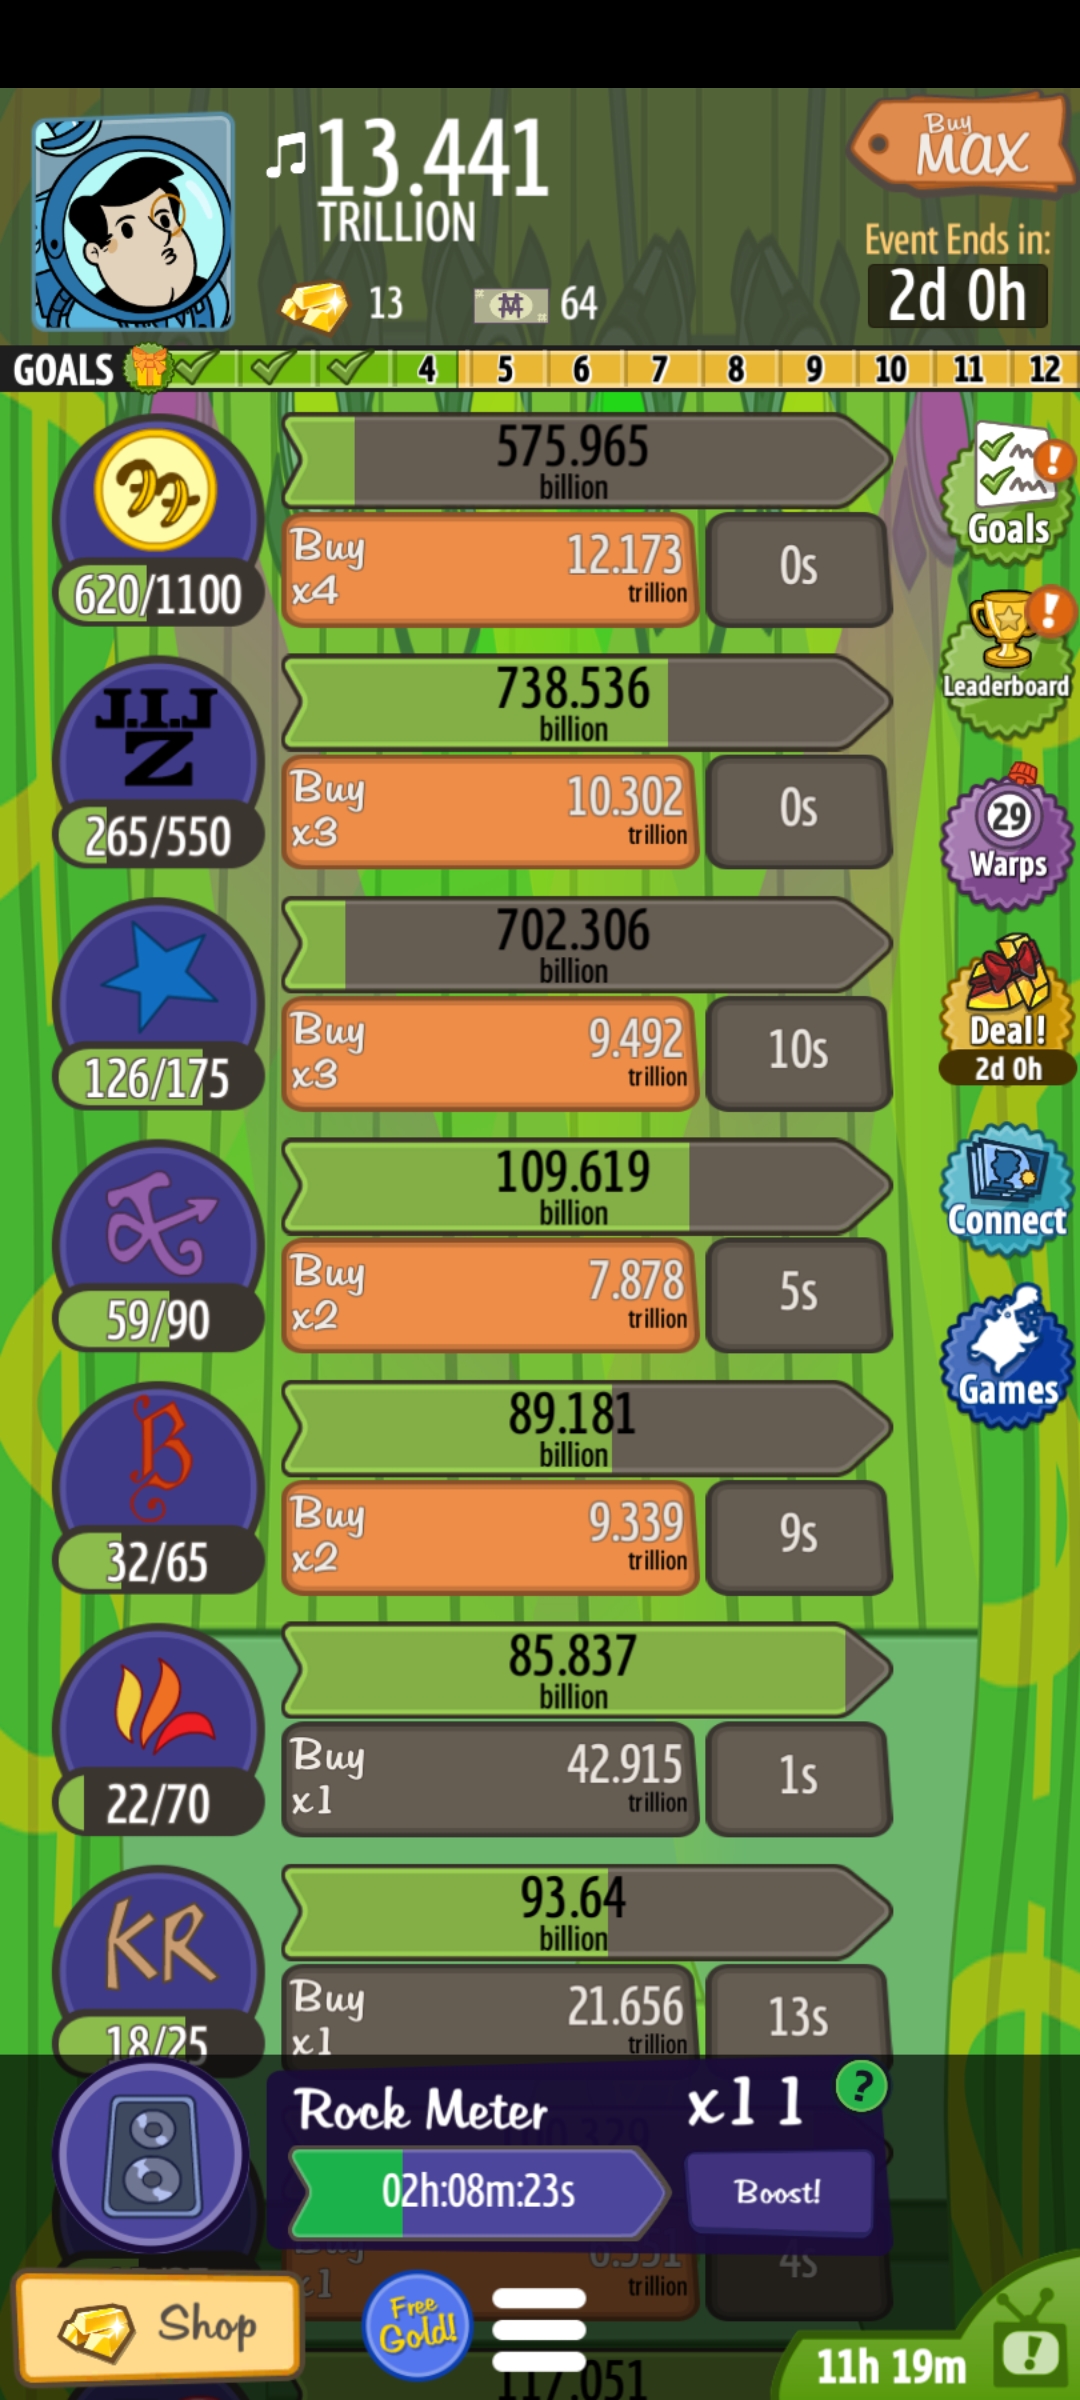 13.441
TRILLION
Buy
MAX
Event Ends in:
2d 0h
13
64
GOALS
4 5 6 7 8 9 10 11 12
575.965
billion
Buy
x4
12.173
trillion
0s
620/1100
Goals
J.I.J
Z
738.536
billion
Buy
x3
10.302
trillion
0s
265/550
Leaderboard
702.306
billion
Buy
x3
9.492
trillion
10s
126/175
29
Warps
Deal!
2d 0h
109.619
billion
Buy
x2
7.878
trillion
5s
59/90
Connect
B
89.181
billion
Buy
x2
9.339
trillion
9s
32/65
Games
85.837
billion
Buy
x1
42.915
trillion
1s
22/70
KR
93.64
billion
Buy
x1
21.656
trillion
13s
18/25
Rock Meter
x11
?
02h:08m:23s
Boost!
trillion
4s
Shop
Free
Gold!
117.051
11h 19m